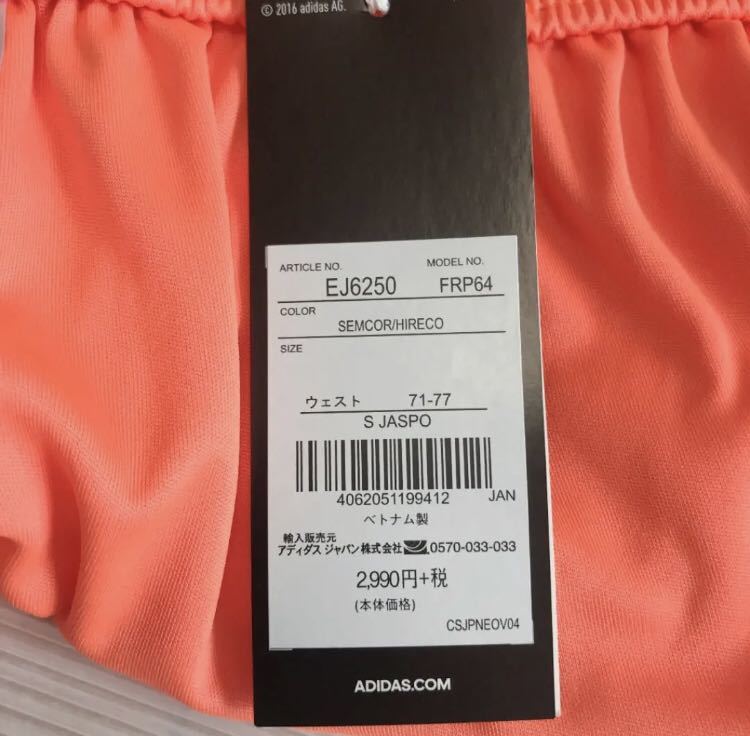 © 2016 adidas AG.
ARTICLE NO. MODEL NO.
EJ6250 FRP64
COLOR
SEMCOR/HIRECO
SIZE
ウェスト 71-77
S JASPO
4062051199412 JAN
ベトナム製
輸入販売元
アディダス ジャパン株式会社 0570-033-033
2,990円+税
(本体価格)
CSJPNEOV04
ADIDAS.COM